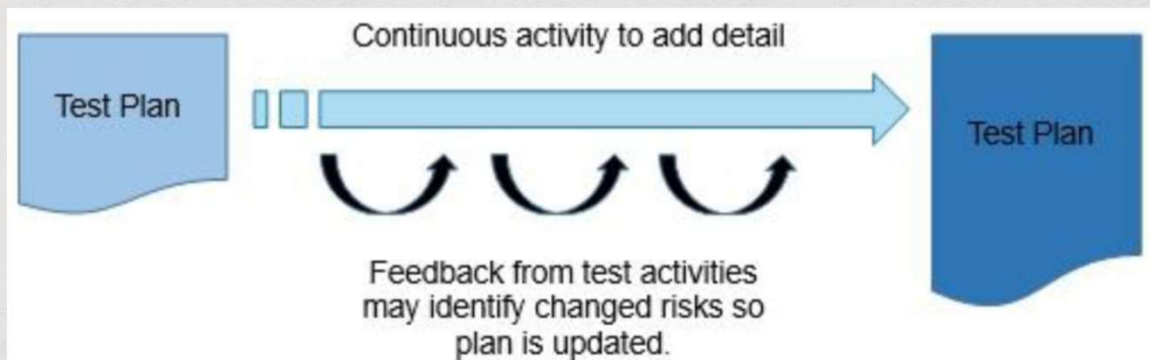 Continuous activity to add detail
Test Plan
Test Plan
Feedback from test activities
may identify changed risks so
plan is updated.